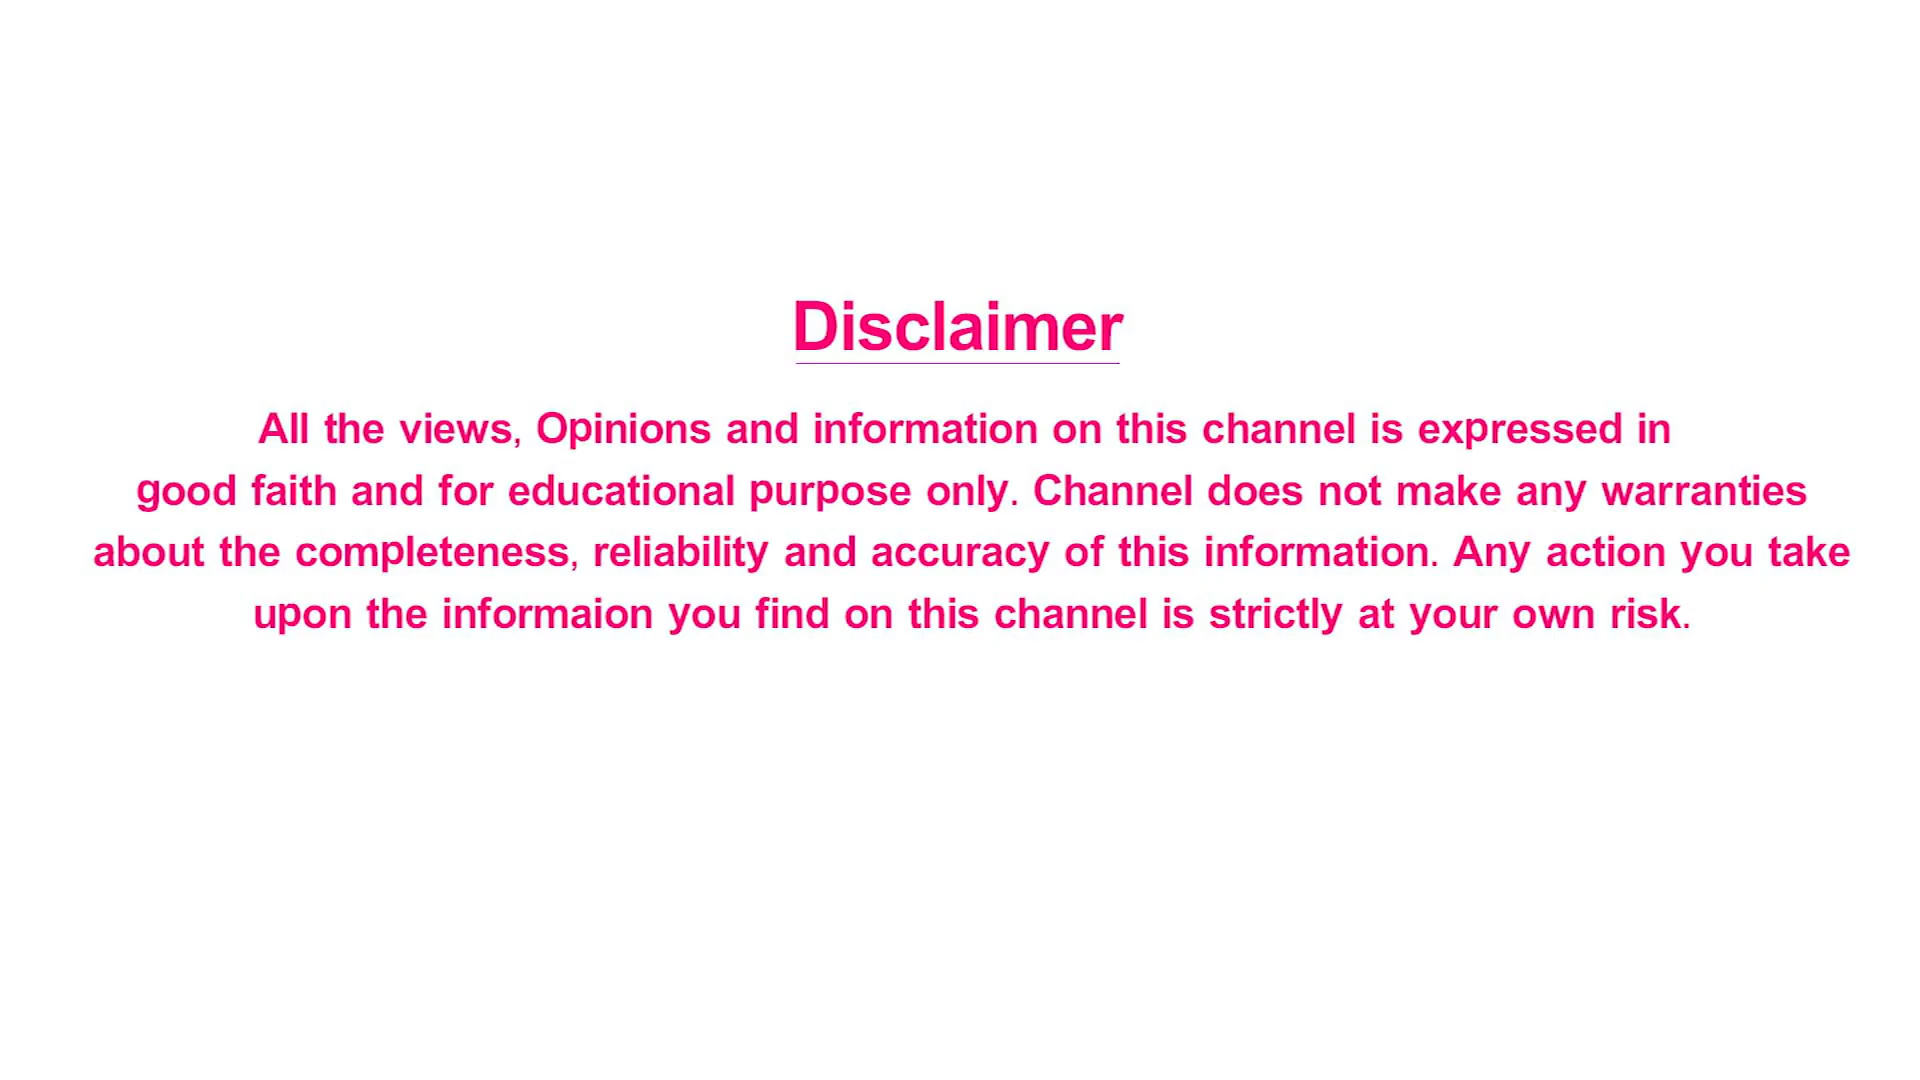 Disclaimer
All the views, Opinions and information on this channel is expressed in
good faith and for educational purpose only. Channel does not make any warranties
about the completeness, reliability and accuracy of this information. Any action you take
upon the informaion you find on this channel is strictly at your own risk.